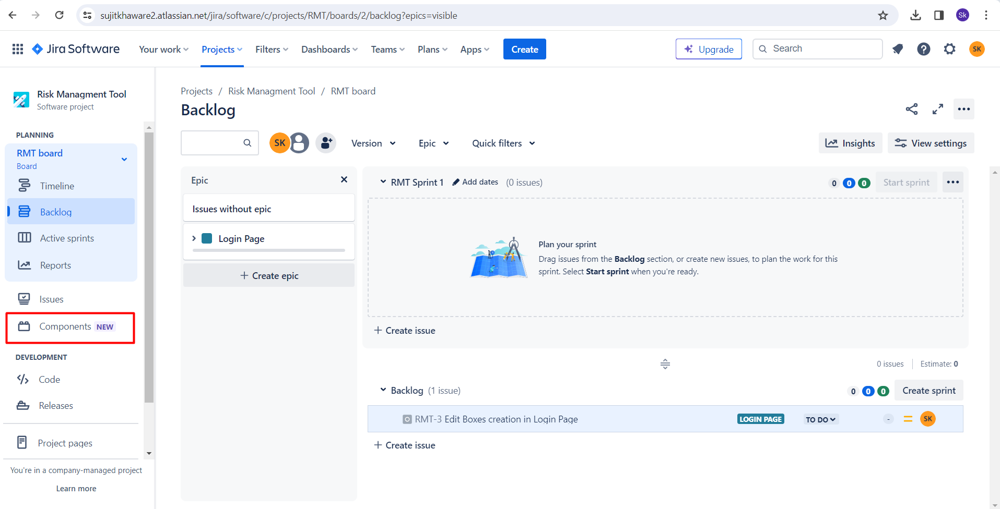 sujitkhaware2.atlassian.net/jira/software/c/projects/RMT/boards/2/backlog?epics=visible
Sk
Jira Software
Your work
Projects
Filters
Dashboards
Teams
Plans
Apps
Create
Upgrade
Search
SK
Risk Managment Tool
Software project
PLANNING
RMT board
Board
Timeline
Backlog
Active sprints
Reports
Issues
Components NEW
DEVELOPMENT
Code
Releases
Project pages
You're in a company-managed project
Learn more
Projects / Risk Managment Tool / RMT board
Backlog
SK
Version
Epic
Quick filters
Insights
View settings
Epic
Issues without epic
Login Page
+ Create epic
RMT Sprint 1 Add dates (0 issues)
0 0 0 Start sprint
Plan your sprint
Drag issues from the Backlog section, or create new issues, to plan the work for this
sprint. Select Start sprint when you're ready.
+ Create issue
0 issues Estimate: 0
Backlog (1 issue)
0 0 0 Create sprint
RMT-3 Edit Boxes creation in Login Page LOGIN PAGE TO DO - SK
+ Create issue